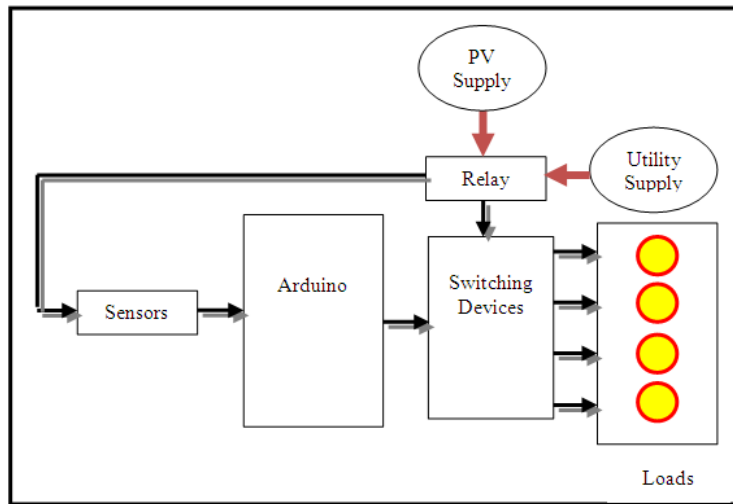 PV
Supply
Relay
Utility
Supply
Arduino
Switching
Devices
Sensors
Loads